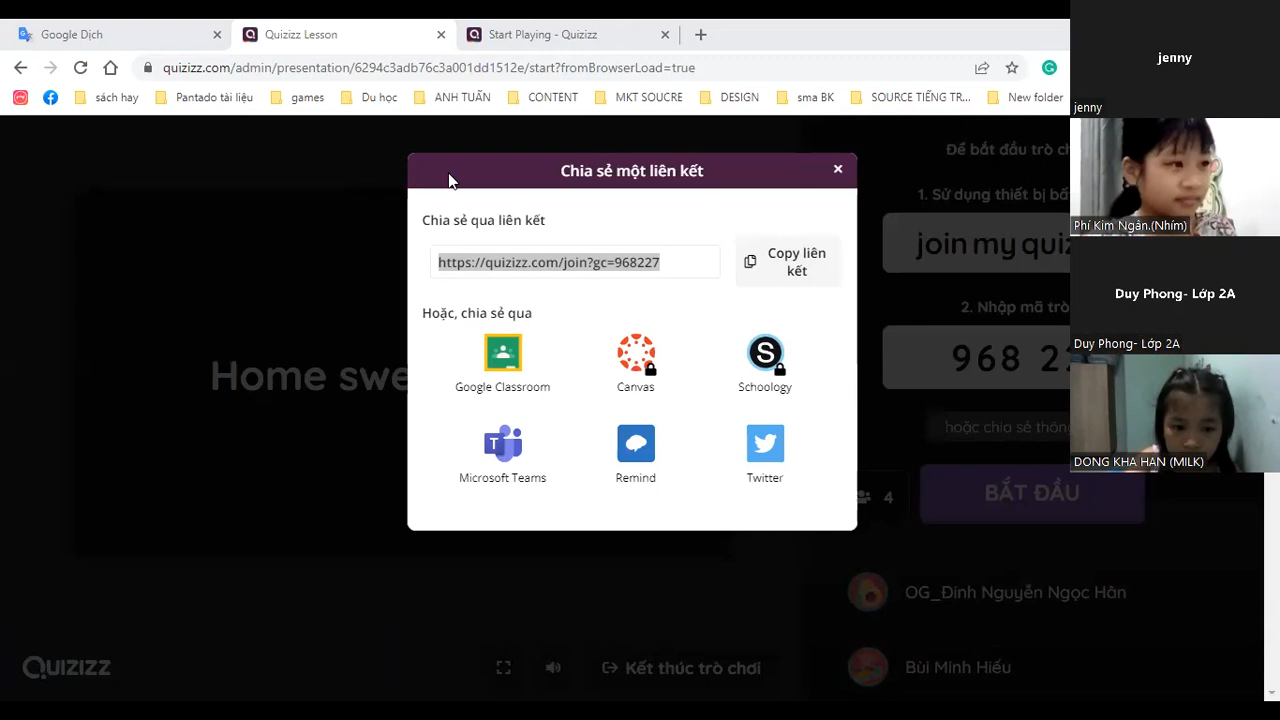 Google Dịch
Quizizz Lesson
Start Playing - Quizizz
quizizz.com/admin/presentation/6294c3adb76c3a001dd1512e/start?fromBrowserLoad=true
sách hay
Pantado tài liệu
games
Du học
ANH TUẤN
CONTENT
MKT SOUCRE
DESIGN
sma BK
SOURCE TIẾNG TR...
New folder
jenny
jenny
Phí Kim Ngân.(Nhím)
Duy Phong- Lớp 2A
Duy Phong- Lớp 2A
DONG KHA HAN (MILK)
Chia sẻ một liên kết
Chia sẻ qua liên kết
https://quizizz.com/join?gc=968227
Copy liên
kết
Hoặc, chia sẻ qua
Google Classroom
Canvas
Schoology
Microsoft Teams
Remind
Twitter
Home swe
Để bắt đầu trò ch
1. Sử dụng thiết bị bấ
join my quiz
2. Nhập mã trò
968 22
hoặc chia sẻ thôn
4
BẮT ĐẦU
OG_Đinh Nguyễn Ngọc Hân
Bùi Minh Hiếu
Quizizz
Kết thúc trò chơi